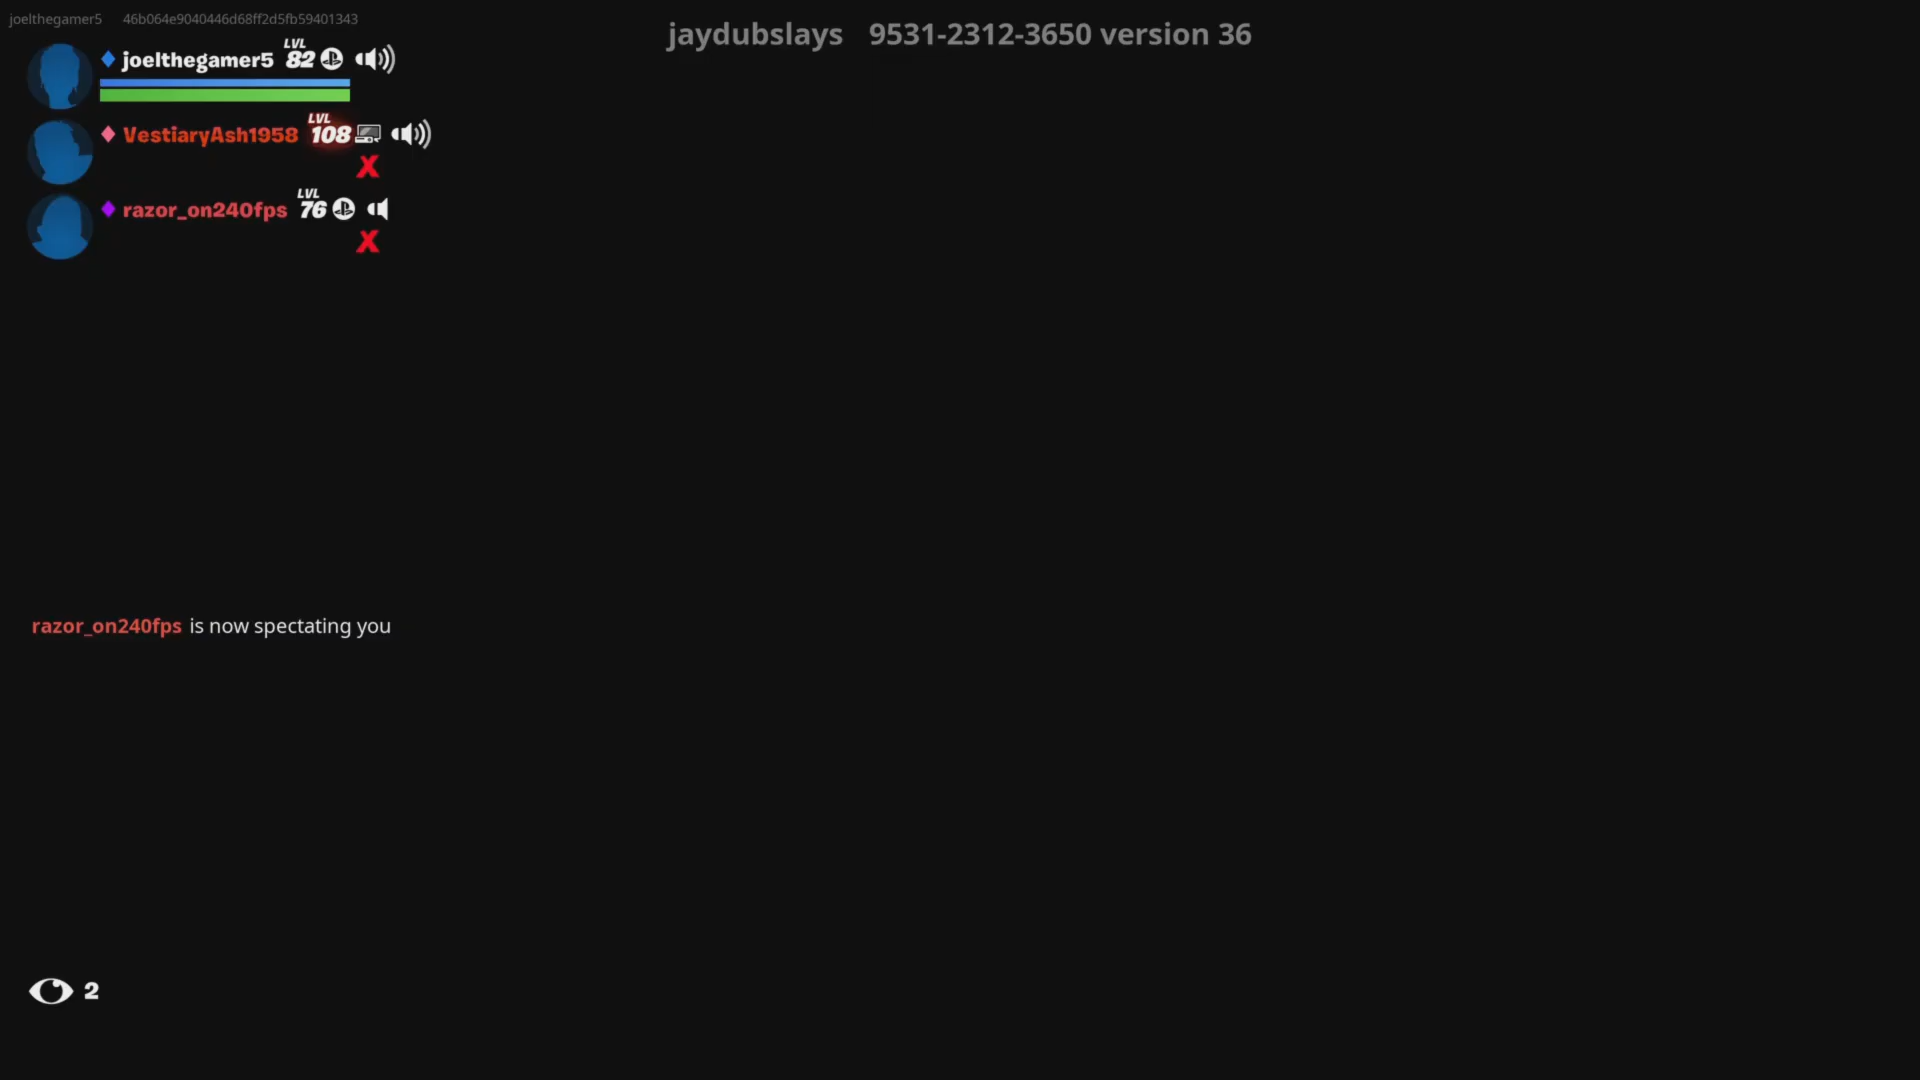 joelthegamer5 46b064e9040446d68ff2d5fb59401343
jaydubslays 9531-2312-3650 version 36
joelthegamer5 LVL 82
VestiaryAsh1958 LVL 108
X
razor_on240fps LVL 76
X
razor_on240fps is now spectating you
2